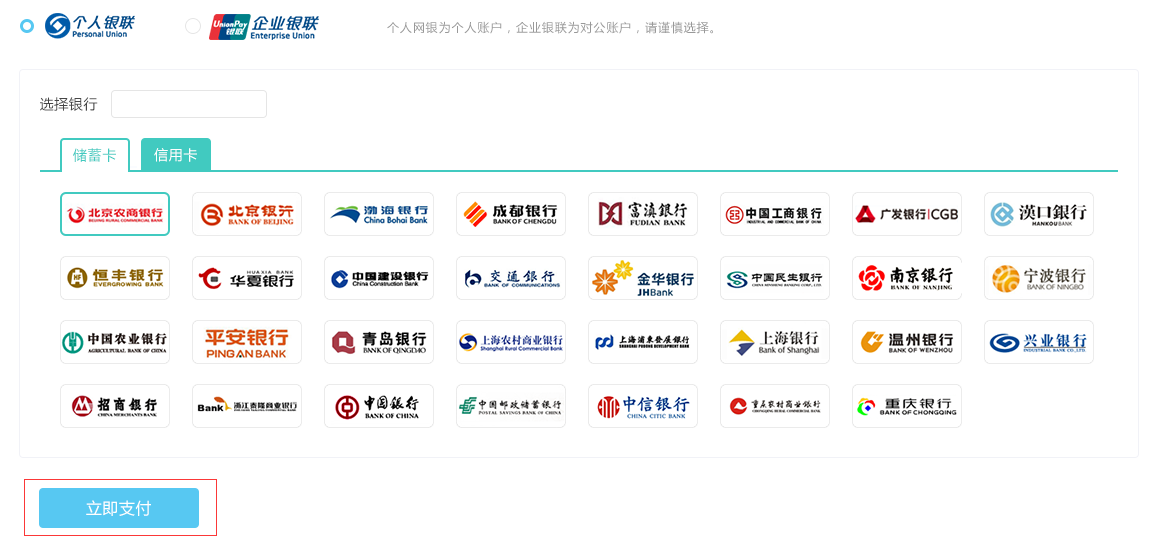 个人银联 Personal Union
UnionPay 银联 企业银联 Enterprise Union
个人网银为个人账户，企业银联为对公账户，请谨慎选择。
选择银行
储蓄卡 信用卡
北京农商银行 BEIJING RURAL COMMERCIAL BANK
北京银行 BANK OF BEIJING
渤海银行 China Bohai Bank
成都银行 BANK OF CHENGDU
富滇银行 FUDIAN BANK
中国工商银行 INDUSTRIAL AND COMMERCIAL BANK OF CHINA
广发银行|CGB
漢口銀行 HANKOUBANK
HF 恒丰银行 EVERGROWING BANK
华夏银行 HUAXIA BANK
中国建设银行 China Construction Bank
交通银行 BANK OF COMMUNICATIONS
金华银行 JHBank
中国民生银行 CHINA MINSHENG BANKING CORP., LTD.
南京银行 BANK OF NANJING
宁波银行 BANK OF NINGBO
中国农业银行 AGRICULTURAL BANK OF CHINA
平安银行 PINGAN BANK
青岛银行 BANK OF QINGDAO
上海农村商业银行 Shanghai Rural Commercial Bank
上海浦东发展银行 SHANGHAI PUDONG DEVELOPMENT BANK
上海银行 Bank of Shanghai
温州银行 BANK OF WENZHOU
兴业银行 INDUSTRIAL BANK CO.,LTD.
招商银行 CHINA MERCHANTS BANK
Bank 浙江泰隆商业银行
中国银行 BANK OF CHINA
中国邮政储蓄银行 POSTAL SAVINGS BANK OF CHINA
中信银行 CHINA CITIC BANK
重庆农村商业银行 CHONGQING RURAL COMMERCIAL BANK
重庆银行 BANK OF CHONGQING
立即支付